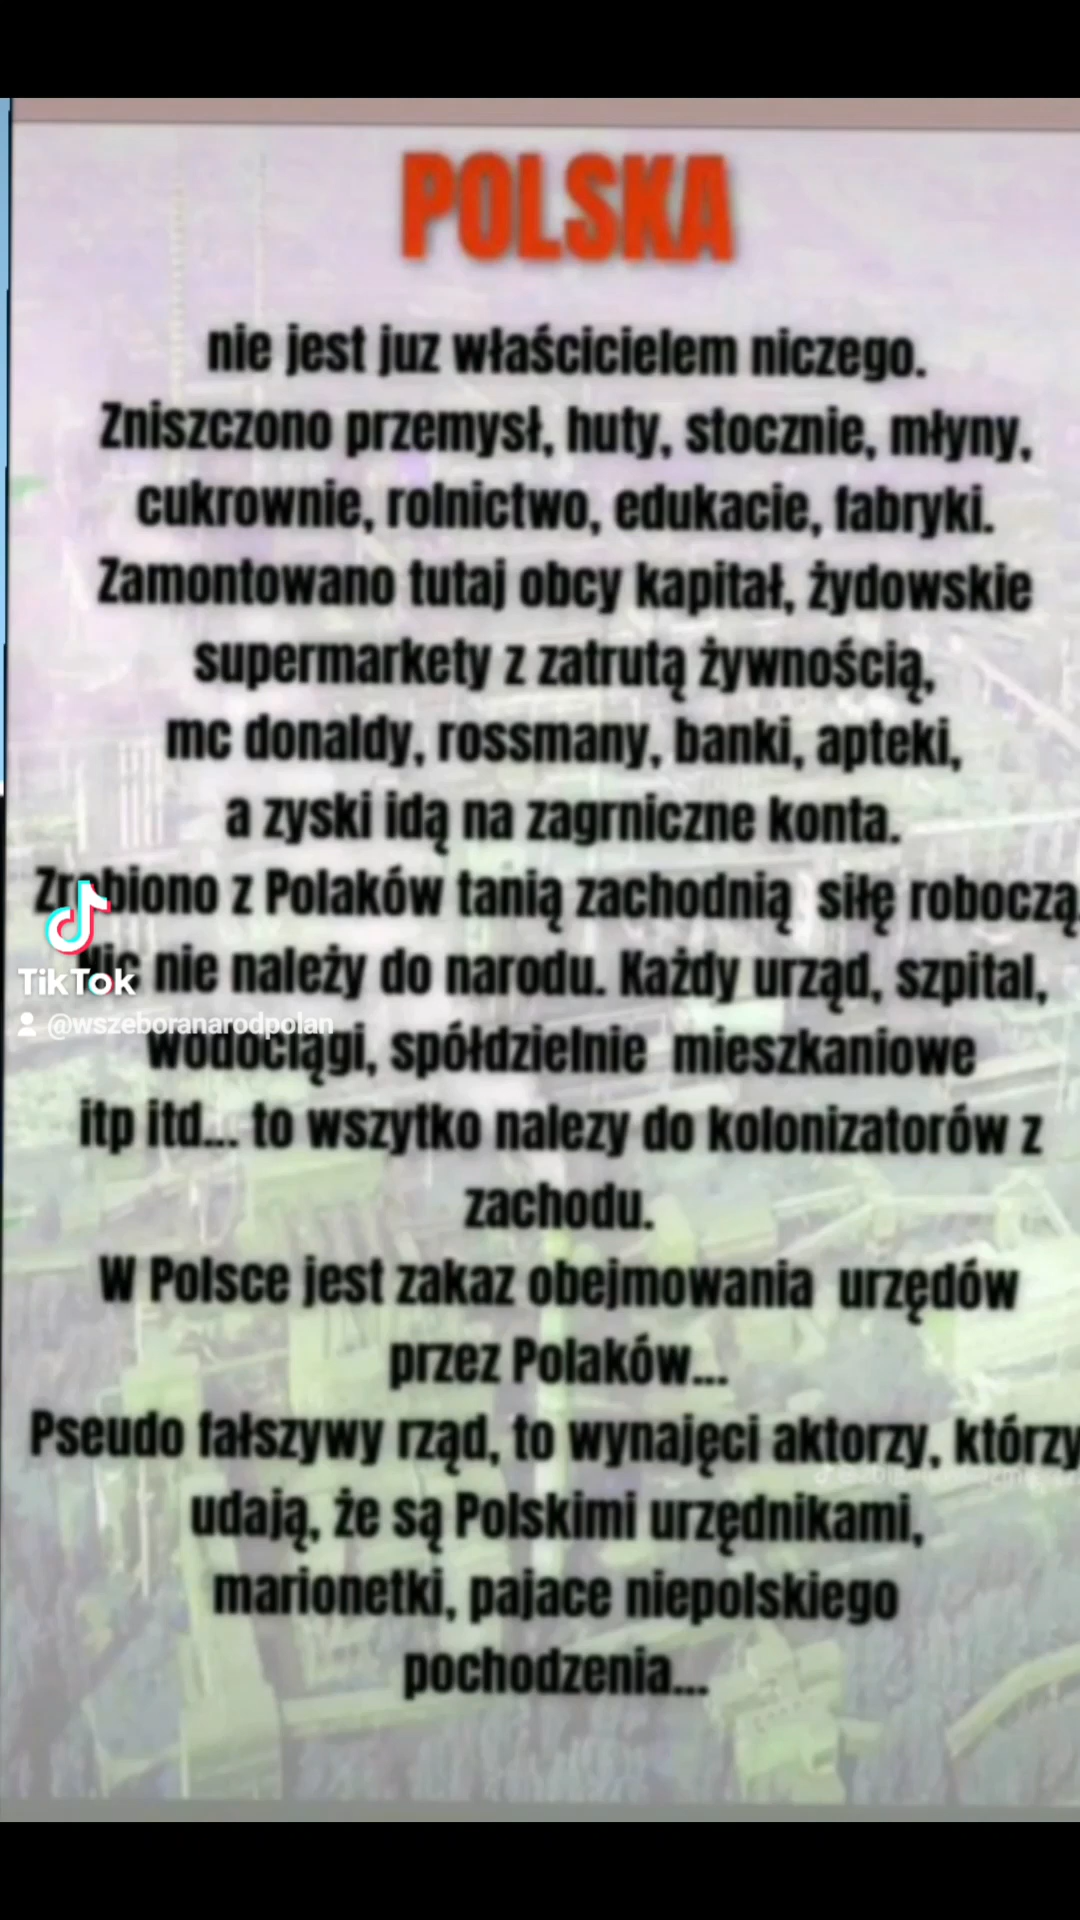 POLSKA
nie jest juz właścicielem niczego.
Zniszczono przemysł, huty, stocznie, młyny,
cukrownie, rolnictwo, edukacie, fabryki.
Zamontowano tutaj obcy kapitał, żydowskie
supermarkety z zatrutą żywnością,
mc donaldy, rossmany, banki, apteki,
a zyski idą na zagrniczne konta.
Zrobiono z Polaków tanią zachodnią siłę roboczą
Nic nie należy do narodu. Każdy urząd, szpital,
TikTok
@wszeboranarodpolan
wodociągi, spółdzielnie mieszkaniowe
itp itd... to wszytko nalezy do kolonizatorów z
zachodu.
W Polsce jest zakaz obejmowania urzędów
przez Polaków...
Pseudo fałszywy rząd, to wynajęci aktorzy, którzy
udają, że są Polskimi urzędnikami,
marionetki, pajace niepolskiego
pochodzenia...